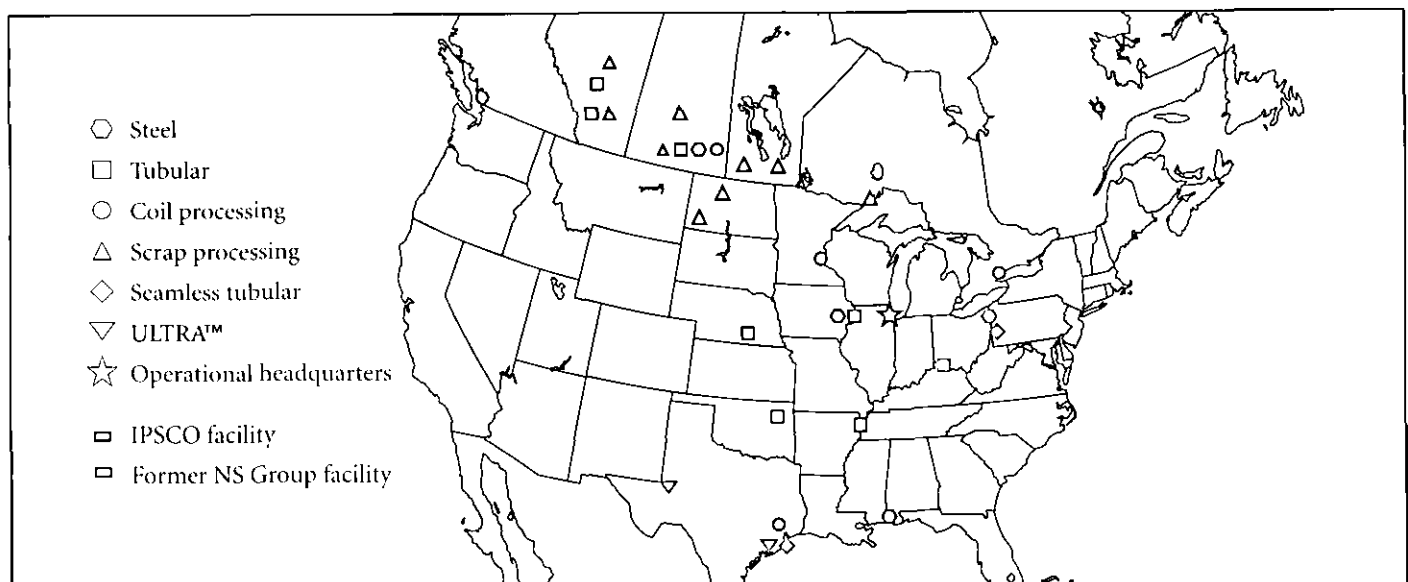 Steel
Tubular
Coil processing
Scrap processing
Seamless tubular
ULTRA™
Operational headquarters
IPSCO facility
Former NS Group facility